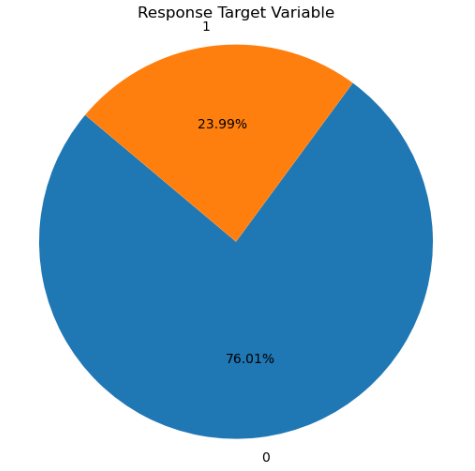 Response Target Variable
1
23.99%
76.01%
0